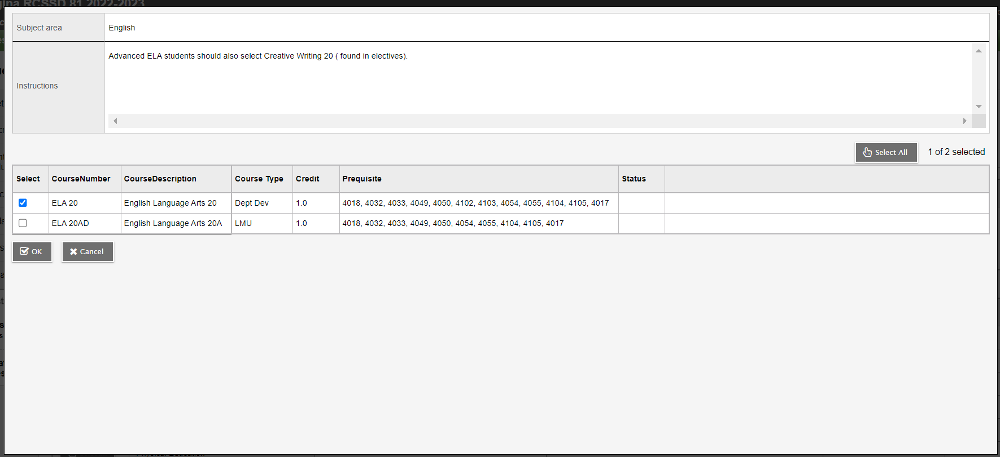 RCSSD 81 2022-2023
Subject area English
Instructions
Advanced ELA students should also select Creative Writing 20 ( found in electives).
Select All 1 of 2 selected
Select CourseNumber CourseDescription Course Type Credit Prequisite Status
ELA 20 English Language Arts 20 Dept Dev 1.0 4018, 4032, 4033, 4049, 4050, 4102, 4103, 4054, 4055, 4104, 4105, 4017
ELA 20AD English Language Arts 20A LMU 1.0 4018, 4032, 4033, 4049, 4050, 4054, 4055, 4104, 4105, 4017
OK Cancel
Physical Education